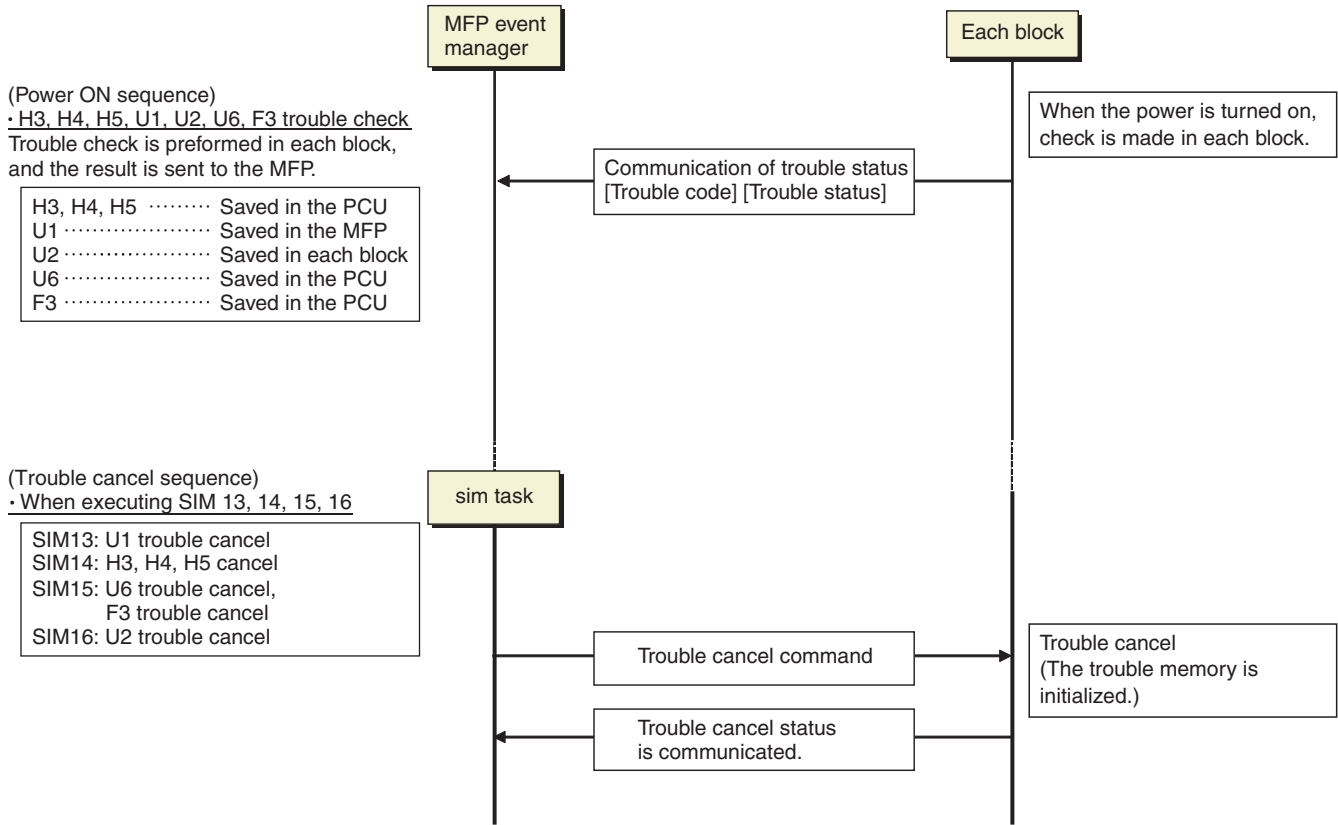 MFP event
manager
Each block
(Power ON sequence)
· H3, H4, H5, U1, U2, U6, F3 trouble check
Trouble check is preformed in each block,
and the result is sent to the MFP.
When the power is turned on,
check is made in each block.
Communication of trouble status
[Trouble code] [Trouble status]
H3, H4, H5 ········· Saved in the PCU
U1 ······················ Saved in the MFP
U2 ······················ Saved in each block
U6 ······················ Saved in the PCU
F3 ······················ Saved in the PCU
(Trouble cancel sequence)
· When executing SIM 13, 14, 15, 16
sim task
SIM13: U1 trouble cancel
SIM14: H3, H4, H5 cancel
SIM15: U6 trouble cancel,
F3 trouble cancel
SIM16: U2 trouble cancel
Trouble cancel command
Trouble cancel
(The trouble memory is
initialized.)
Trouble cancel status
is communicated.